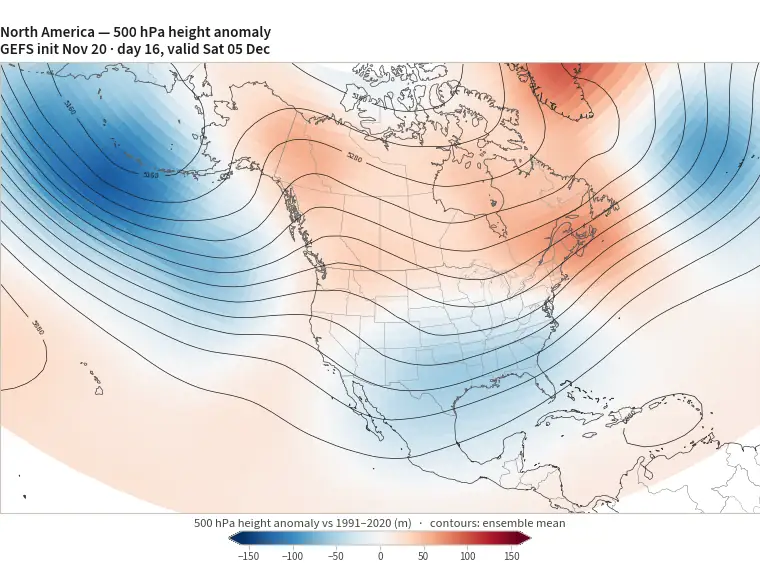 North America — 500 hPa height anomaly
GEFS init Nov 20 · day 16, valid Sat 05 Dec
5160
5160
5280
5880
500 hPa height anomaly vs 1991–2020 (m) · contours: ensemble mean
−150 −100 −50 0 50 100 150